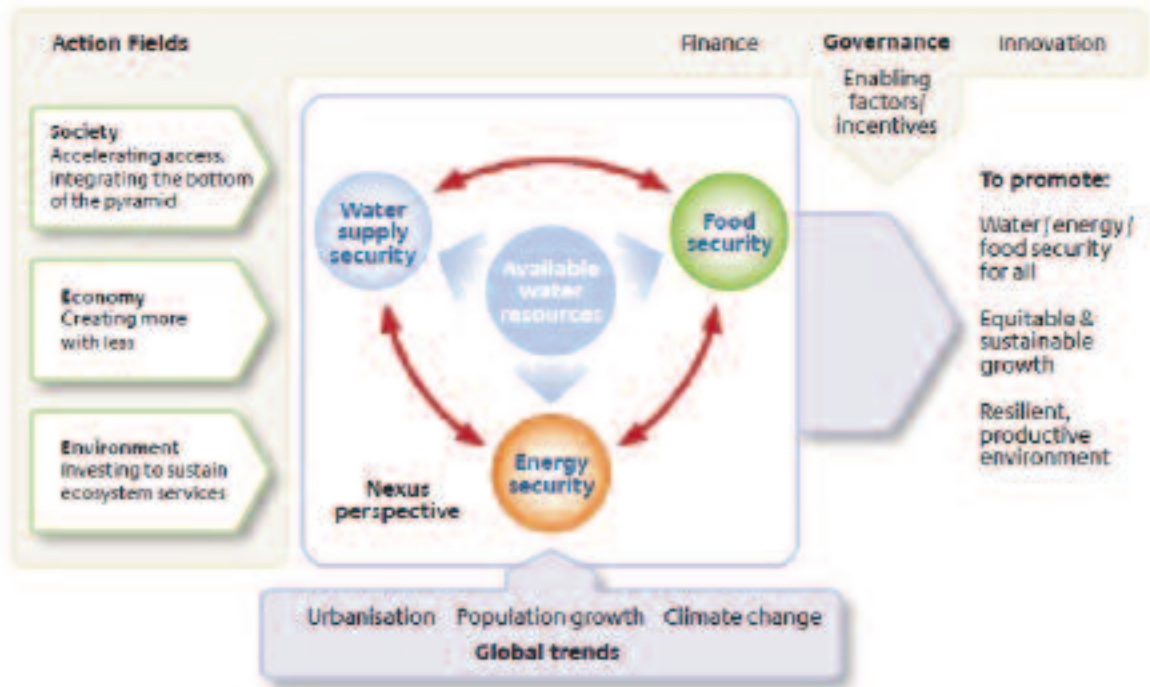 Action Fields
Finance
Governance
Innovation
Enabling
factors/
incentives
Society
Accelerating access,
integrating the bottom
of the pyramid
Economy
Creating more
with less
Environment
Investing to sustain
ecosystem services
Water
supply
security
Food
security
Available
water
resources
Energy
security
Nexus
perspective
To promote:
Water/energy/
food security
for all
Equitable &
sustainable
growth
Resilient,
productive
environment
Urbanisation
Population growth
Climate change
Global trends